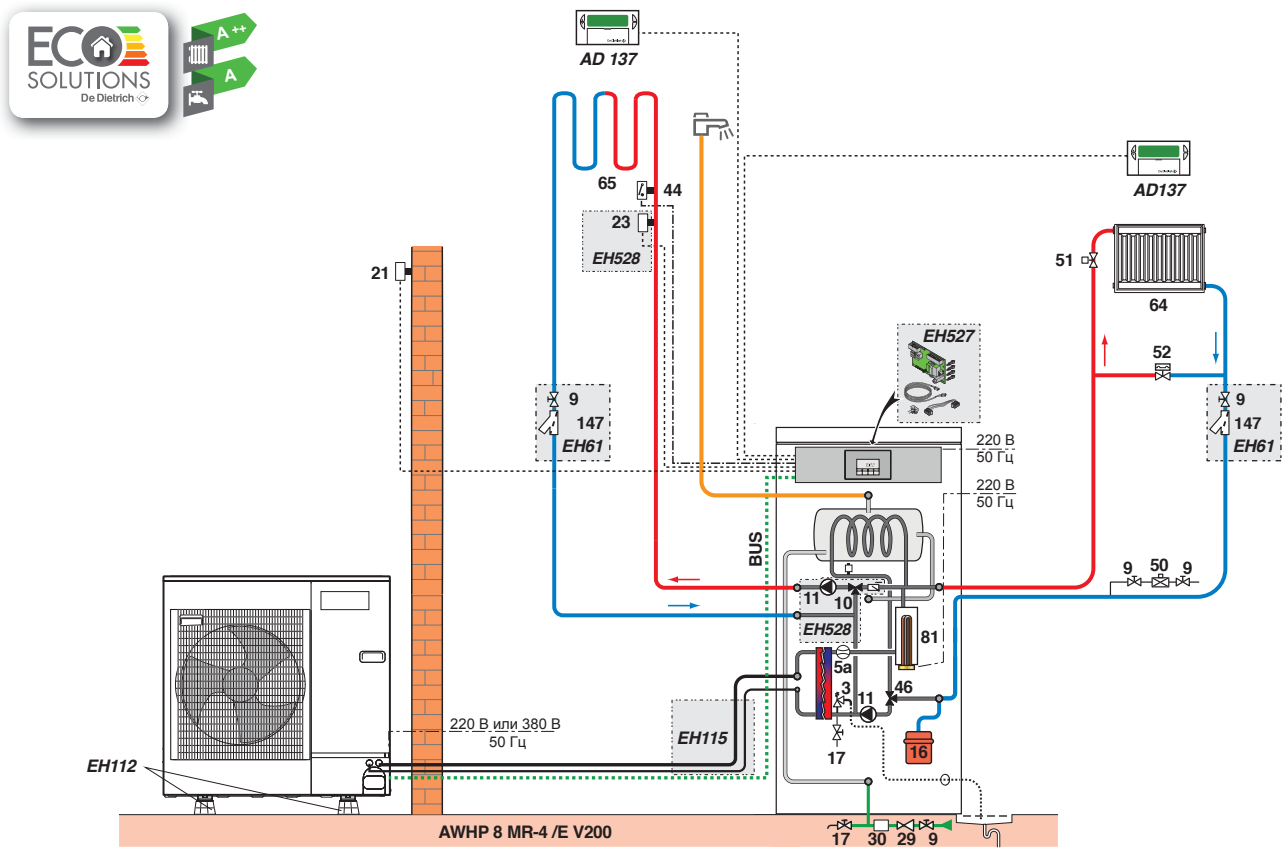 ECO
SOLUTIONS
De Dietrich
A ++
A
AD 137
65
44
23
EH528
21
AD137
51
64
52
EH527
9
147
EH61
9
147
EH61
220 В
50 Гц
220 В
50 Гц
BUS
11
10
EH528
9
50
9
81
5a
3
11
46
17
16
EH115
220 В или 380 В
50 Гц
EH112
AWHP 8 MR-4 /E V200
17
30
29
9